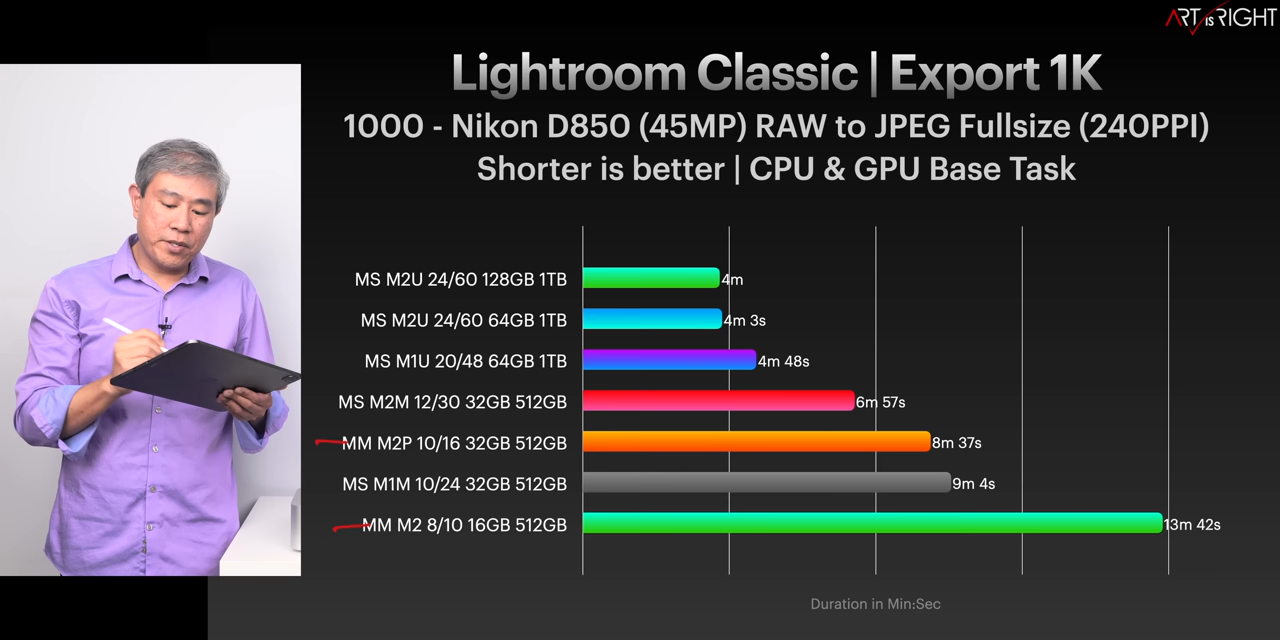 ART is RIGHT
Lightroom Classic | Export 1K
1000 - Nikon D850 (45MP) RAW to JPEG Fullsize (240PPI)
Shorter is better | CPU & GPU Base Task
MS M2U 24/60 128GB 1TB 4m
MS M2U 24/60 64GB 1TB 4m 3s
MS M1U 20/48 64GB 1TB 4m 48s
MS M2M 12/30 32GB 512GB 6m 57s
MM M2P 10/16 32GB 512GB 8m 37s
MS M1M 10/24 32GB 512GB 9m 4s
MM M2 8/10 16GB 512GB 13m 42s
Duration in Min:Sec